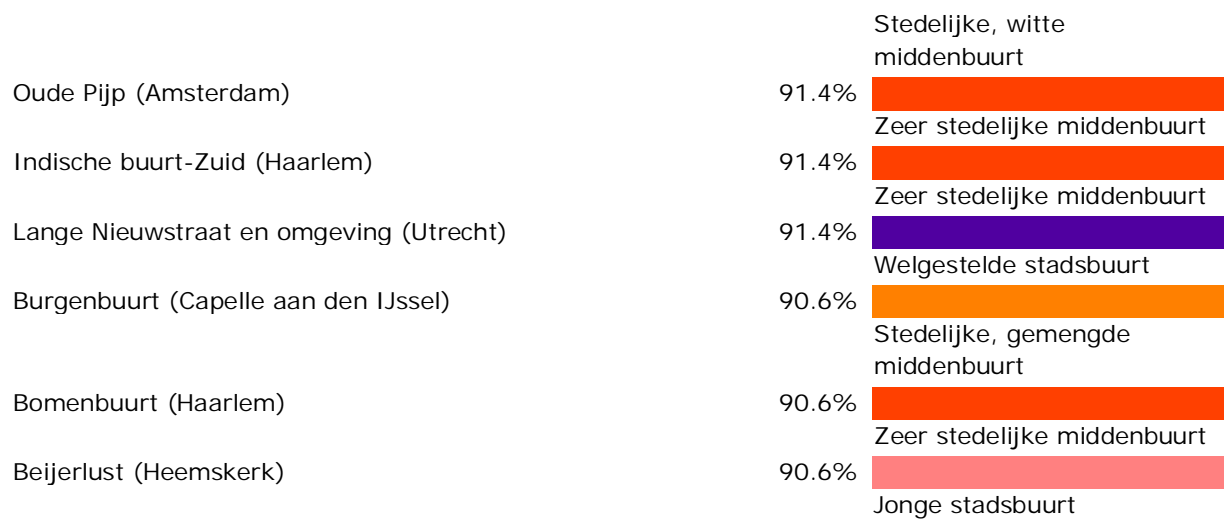 Stedelijke, witte
middenbuurt
Oude Pijp (Amsterdam) 91.4%
Zeer stedelijke middenbuurt
Indische buurt-Zuid (Haarlem) 91.4%
Zeer stedelijke middenbuurt
Lange Nieuwstraat en omgeving (Utrecht) 91.4%
Welgestelde stadsbuurt
Burgenbuurt (Capelle aan den IJssel) 90.6%
Stedelijke, gemengde
middenbuurt
Bomenbuurt (Haarlem) 90.6%
Zeer stedelijke middenbuurt
Beijerlust (Heemskerk) 90.6%
Jonge stadsbuurt